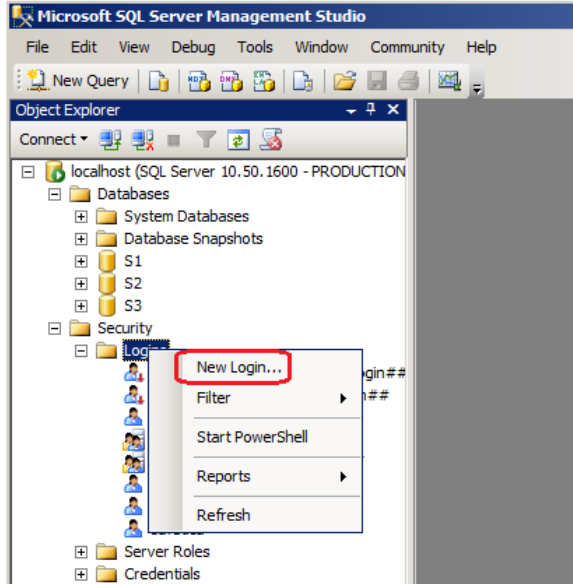 Microsoft SQL Server Management Studio
File Edit View Debug Tools Window Community Help
New Query
Object Explorer
Connect
localhost (SQL Server 10.50.1600 - PRODUCTION
Databases
System Databases
Database Snapshots
S1
S2
S3
Security
New Login...
Filter
Start PowerShell
Reports
Refresh
Server Roles
Credentials